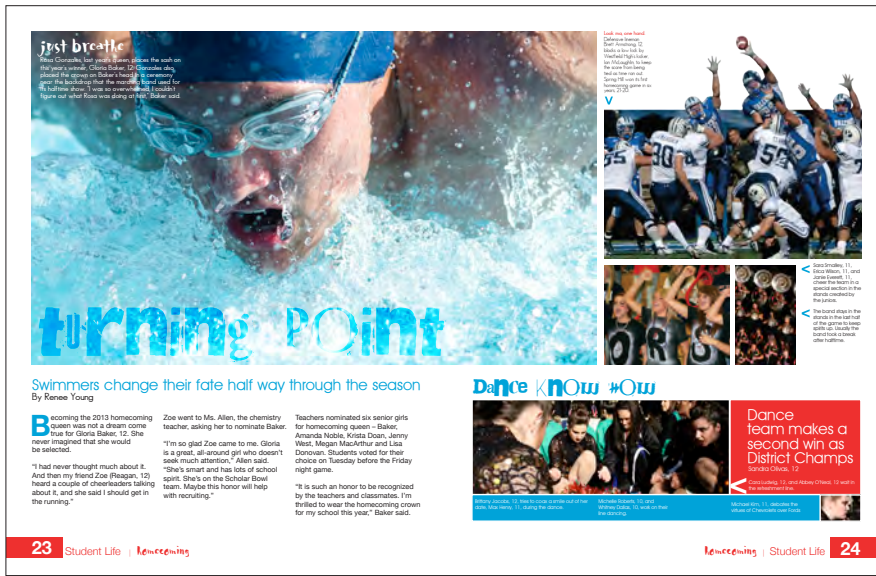 just breathe
Rosa Gonzales, last year's queen, places the sash on
this year's winner, Gloria Baker, 12. Gonzales also
placed the crown on Baker's head in a ceremony
near the backdrop that the marching band used for
its halftime show. "I was so overwhelmed, I couldn't
figure out what Rosa was doing at first," Baker said.
turning POint
Look ma, one hand.
Defensive lineman
Brett Armstrong, 12
blocks a low kick by
Westfield High's kicker,
Ian McLaughlin, to keep
the score from being
tied as time ran out.
Spring Hill won its first
homecoming game in six
years, 21-20.
O R U
Sara Smalley, 11,
Erica Wilson, 11, and
Janie Everett, 11,
cheer the team in a
special section in the
stands created by
the juniors.
The band stays in the
stands in the last half
of the game to keep
spirits up. Usually the
band took a break
after halftime.
Swimmers change their fate half way through the season
By Renee Young
Becoming the 2013 homecoming
queen was not a dream come
true for Gloria Baker, 12. She
never imagined that she would
be selected.
"I had never thought much about it.
And then my friend Zoe (Reagan, 12)
heard a couple of cheerleaders talking
about it, and she said I should get in
the running."
Zoe went to Ms. Allen, the chemistry
teacher, asking her to nominate Baker.
"I'm so glad Zoe came to me. Gloria
is a great, all-around girl who doesn't
seek much attention," Allen said.
"She's smart and has lots of school
spirit. She's on the Scholar Bowl
team. Maybe this honor will help
with recruiting."
Teachers nominated six senior girls
for homecoming queen – Baker,
Amanda Noble, Krista Doan, Jenny
West, Megan MacArthur and Lisa
Donovan. Students voted for their
choice on Tuesday before the Friday
night game.
"It is such an honor to be recognized
by the teachers and classmates. I'm
thrilled to wear the homecoming crown
for my school this year," Baker said.
Dance KNOW HOW
Dance
team makes a
second win as
District Champs
Sandra Olivas, 12
Cara Ludwig, 12, and Abbey O'Neal, 12 wait in
the refreshment line.
Brittany Jacobs, 12, tries to coax a smile out of her
date, Max Henry, 11, during the dance.
Michelle Roberts, 10, and
Whitney Dallas, 10, work on their
line dancing.
Michael Kim, 11, debates the
virtues of Chevrolets over Fords
23 Student Life | homecoming
homecoming | Student Life 24